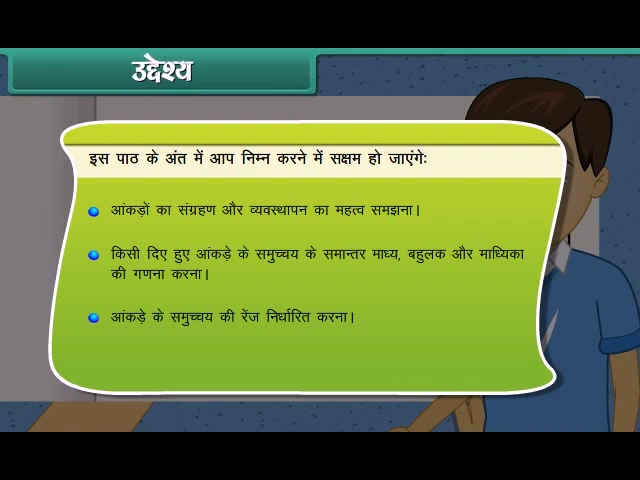 उद्देश्य
इस पाठ के अंत में आप निम्न करने में सक्षम हो जाएंगे:
आंकड़ों का संग्रहण और व्यवस्थापन का महत्व समझना।
किसी दिए हुए आंकड़े के समुच्चय के समान्तर माध्य, बहुलक और माध्यिका
की गणना करना।
आंकड़े के समुच्चय की रेंज निर्धारित करना।